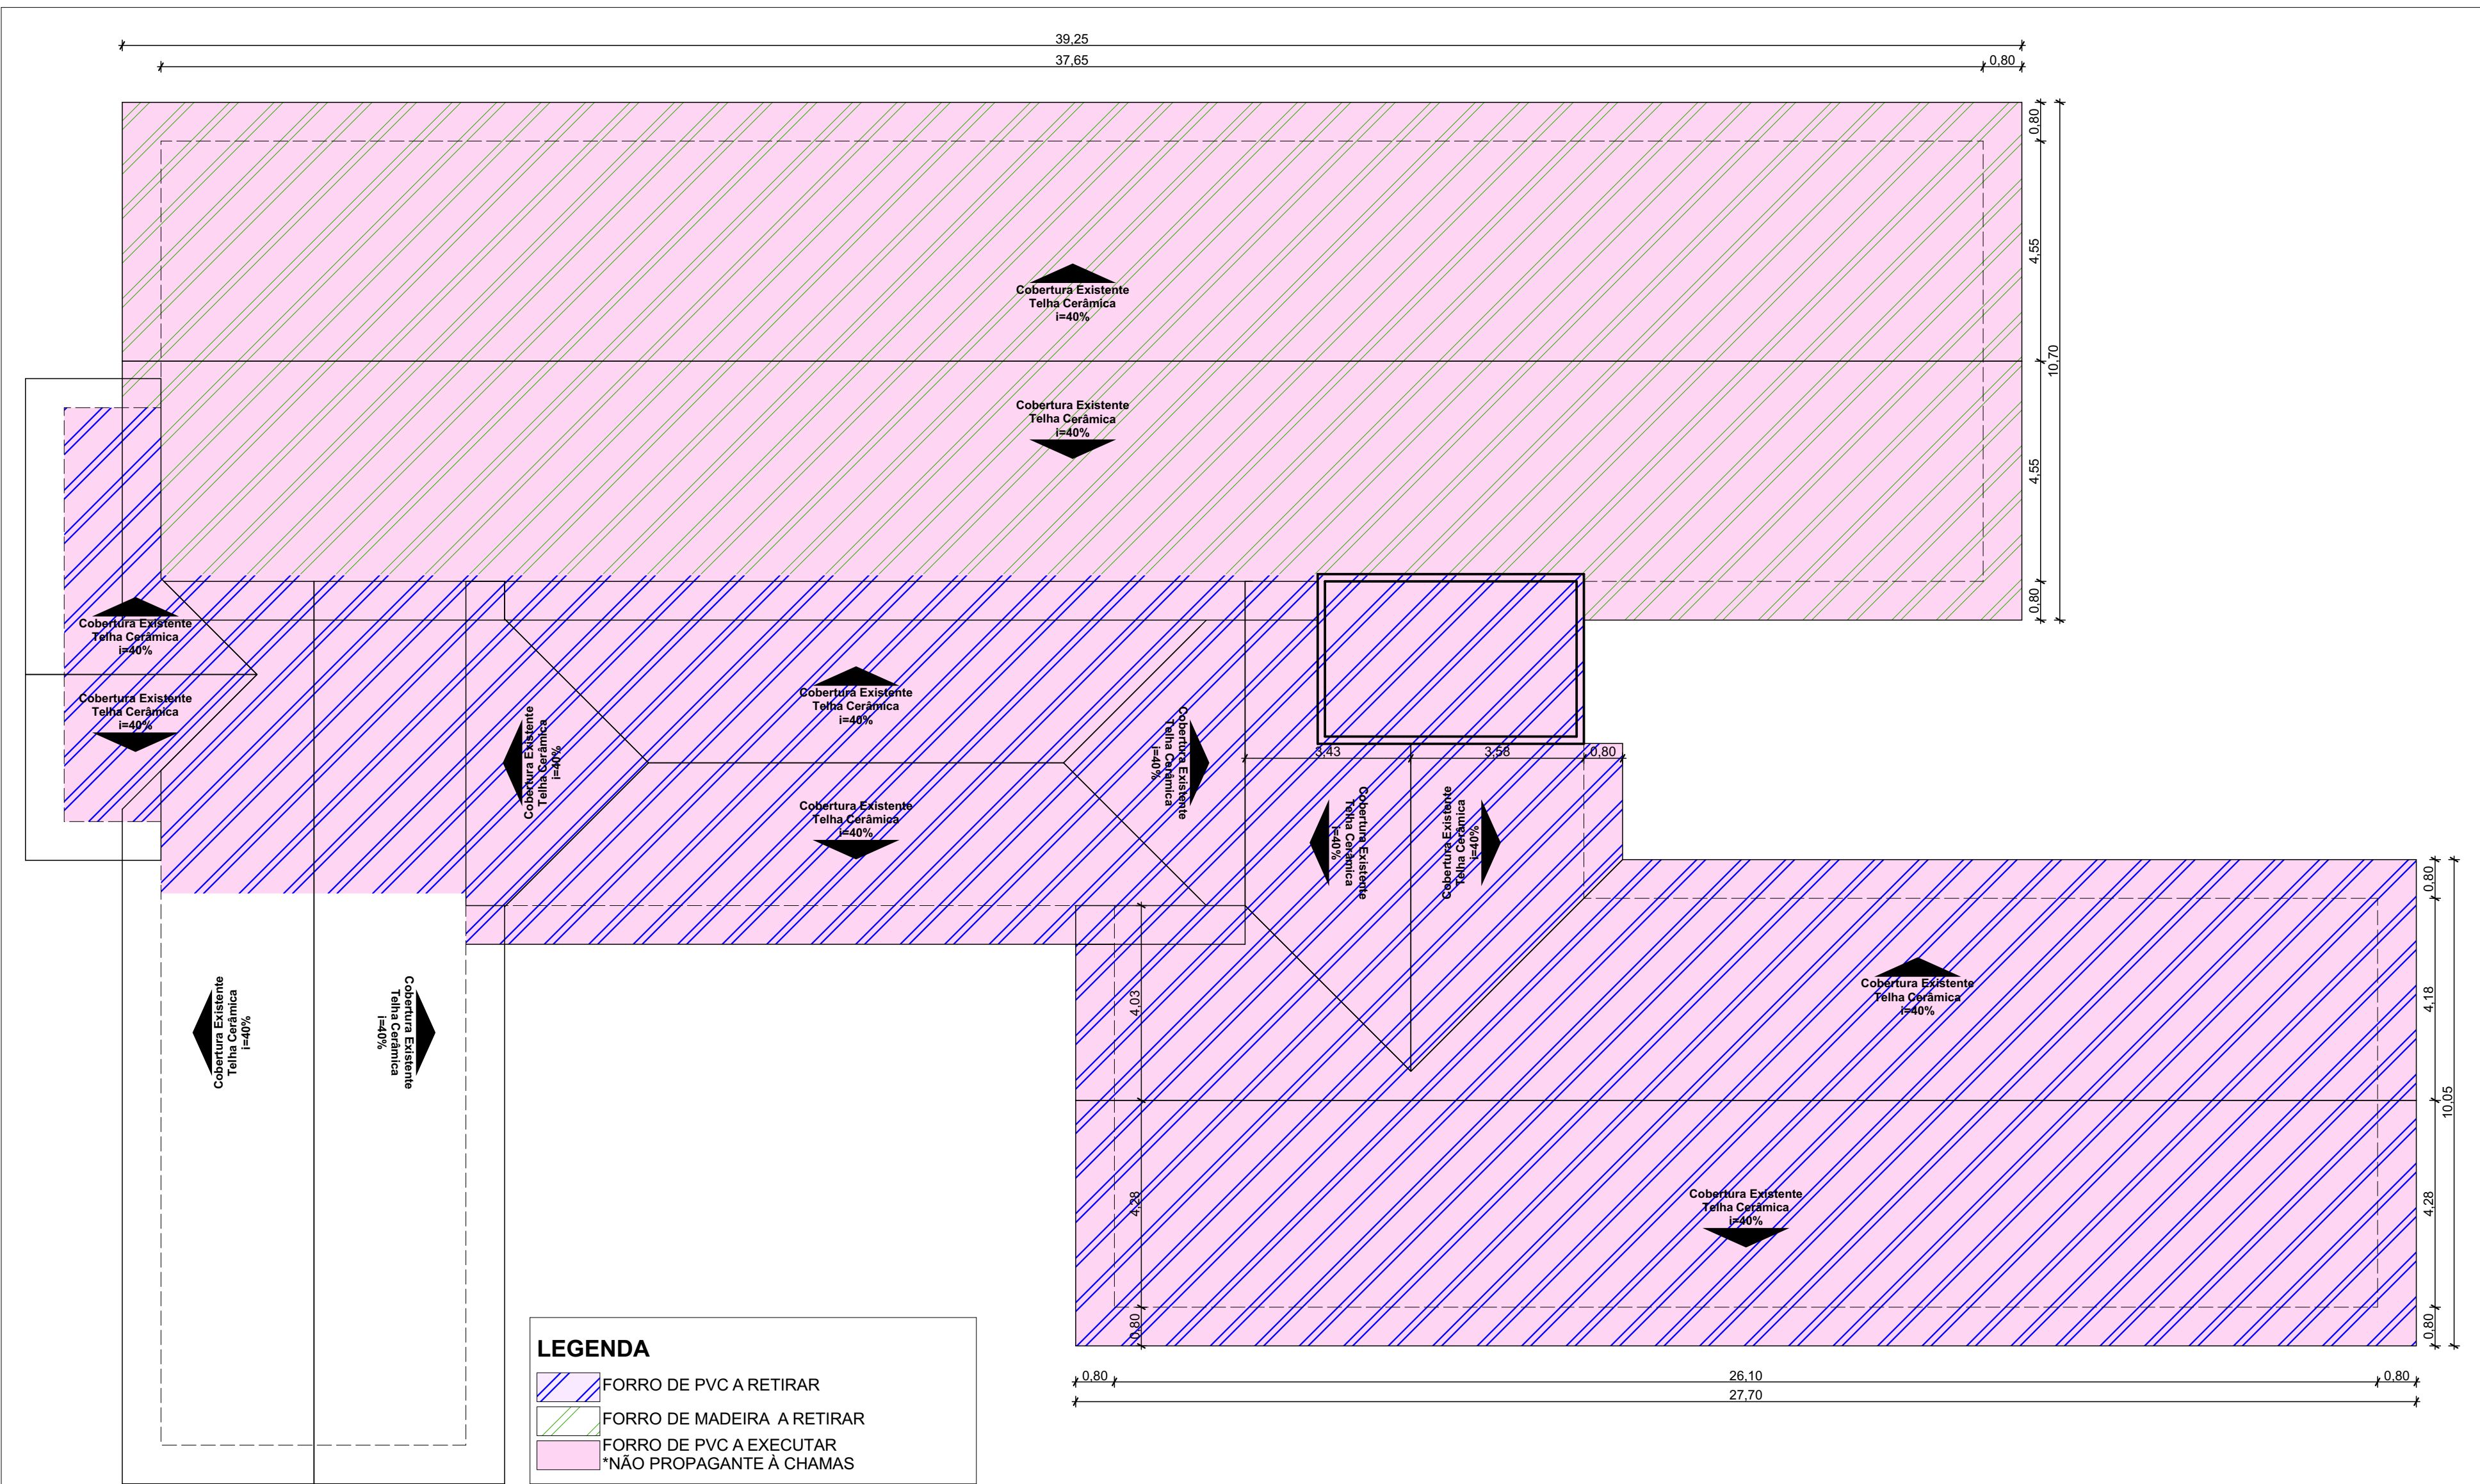 39,25
37,65
0,80
0,80
4,55
10,70
4,55
0,80
Cobertura Existente
Telha Cerâmica
i=40%
Cobertura Existente
Telha Cerâmica
i=40%
Cobertura Existente
Telha Cerâmica
i=40%
Cobertura Existente
Telha Cerâmica
i=40%
Cobertura Existente
Telha Cerâmica
i=40%
Cobertura Existente
Telha Cerâmica
i=40%
Cobertura Existente
Telha Cerâmica
i=40%
Cobertura Existente
Telha Cerâmica
i=40%
3,43
3,58
0,80
Cobertura Existente
Telha Cerâmica
i=40%
Cobertura Existente
Telha Cerâmica
i=40%
Cobertura Existente
Telha Cerâmica
i=40%
Cobertura Existente
Telha Cerâmica
i=40%
4,03
4,28
0,80
Cobertura Existente
Telha Cerâmica
i=40%
Cobertura Existente
Telha Cerâmica
i=40%
0,80
4,18
10,05
4,28
0,80
0,80
26,10
0,80
27,70
LEGENDA
FORRO DE PVC A RETIRAR
FORRO DE MADEIRA A RETIRAR
FORRO DE PVC A EXECUTAR
*NÃO PROPAGANTE À CHAMAS